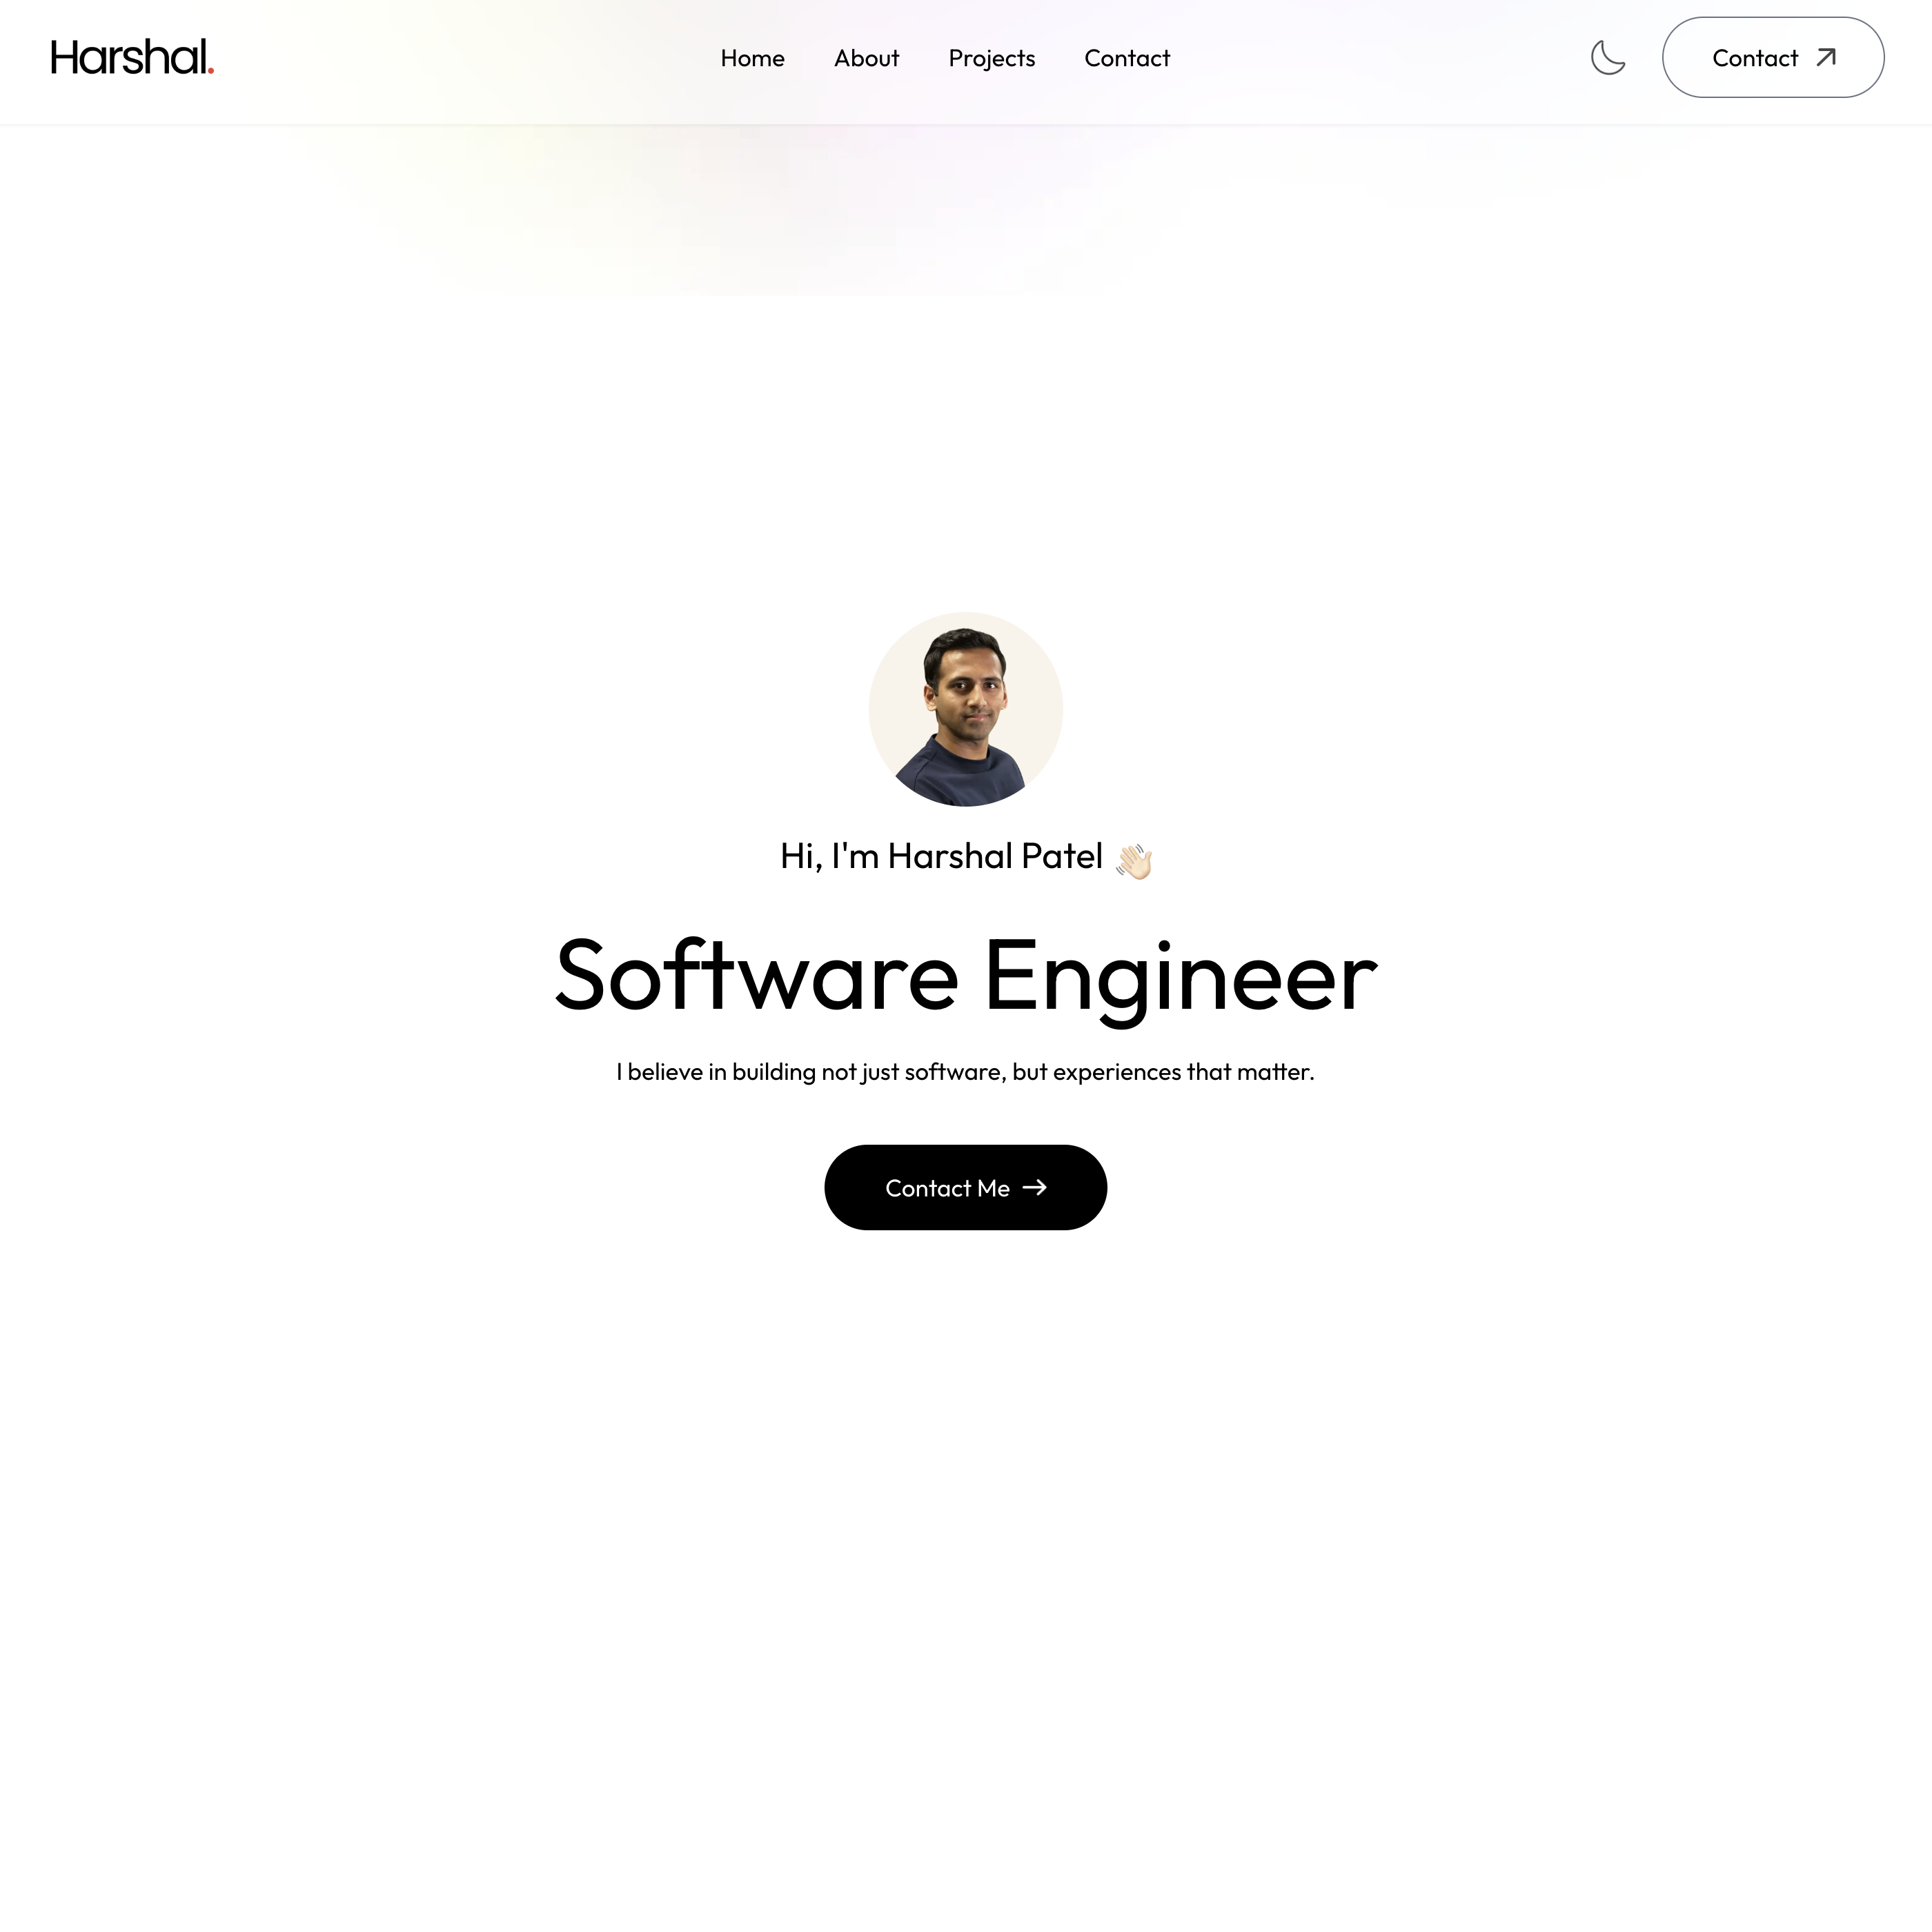 Harshal.
Home About Projects Contact
Contact
Hi, I'm Harshal Patel 👋🏻
Software Engineer
I believe in building not just software, but experiences that matter.
Contact Me →